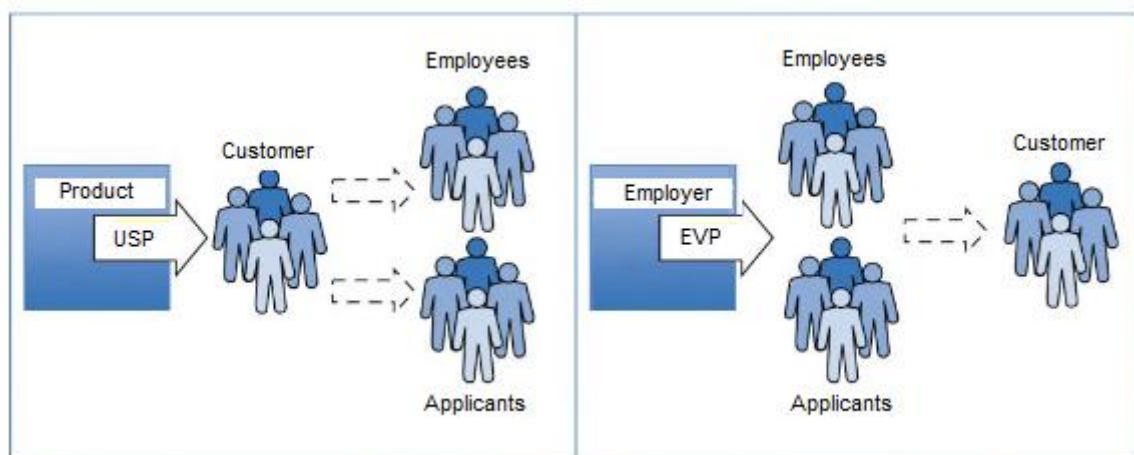 Employees
Customer
Product
USP
Applicants
Employees
Customer
Employer
EVP
Applicants